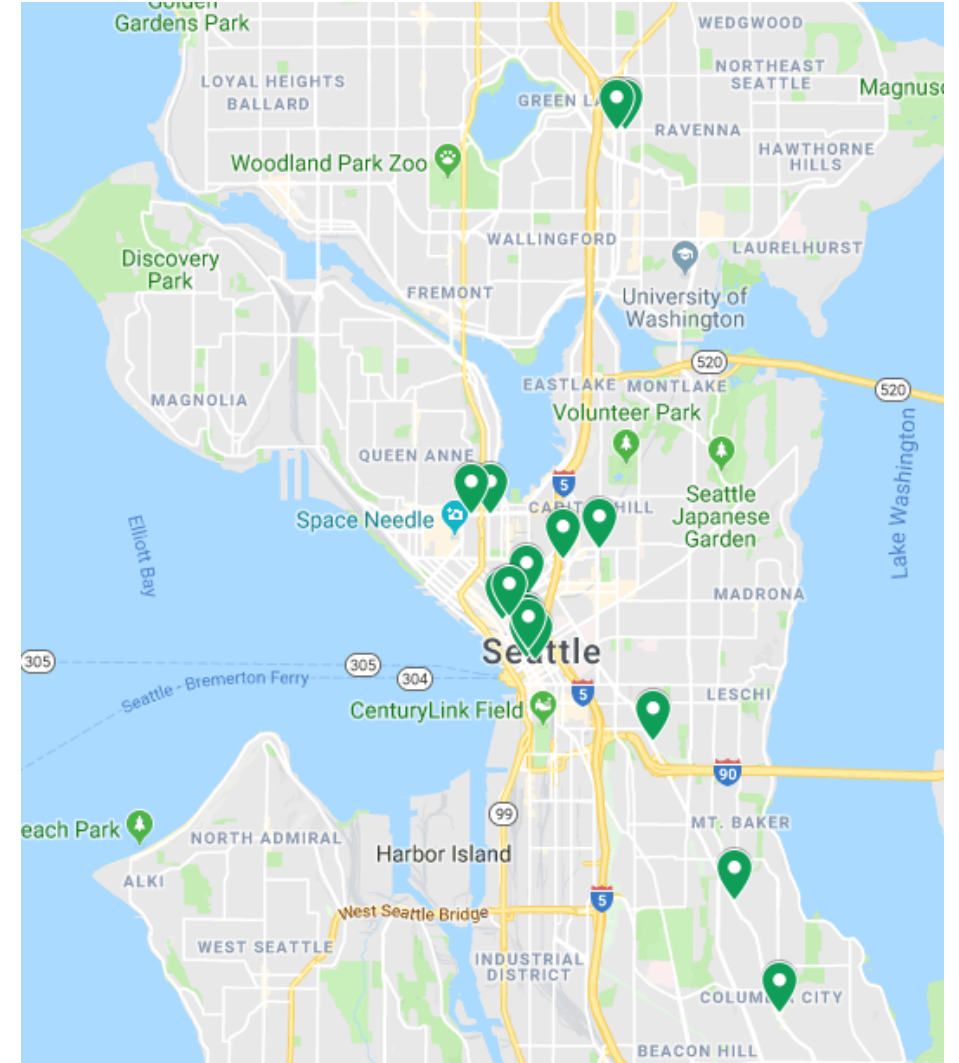 Golden
Gardens Park
WEDGWOOD
LOYAL HEIGHTS
BALLARD
NORTHEAST
SEATTLE
GREEN
RAVENNA
HAWTHORNE
HILLS
Woodland Park Zoo
WALLINGFORD
LAURELHURST
Discovery
Park
FREMONT
University of
Washington
520
520
EASTLAKE
MONTLAKE
MAGNOLIA
Volunteer Park
QUEEN ANNE
5
HILL
Space Needle
Seattle
Japanese
Garden
Lake Washington
Elliott Bay
MADRONA
Seattle
305
305
304
Seattle - Bremerton Ferry
5
LESCHI
CenturyLink Field
90
99
MT. BAKER
each Park
NORTH ADMIRAL
Harbor Island
ALKI
5
West Seattle Bridge
WEST SEATTLE
INDUSTRIAL
DISTRICT
CITY
BEACON HILL